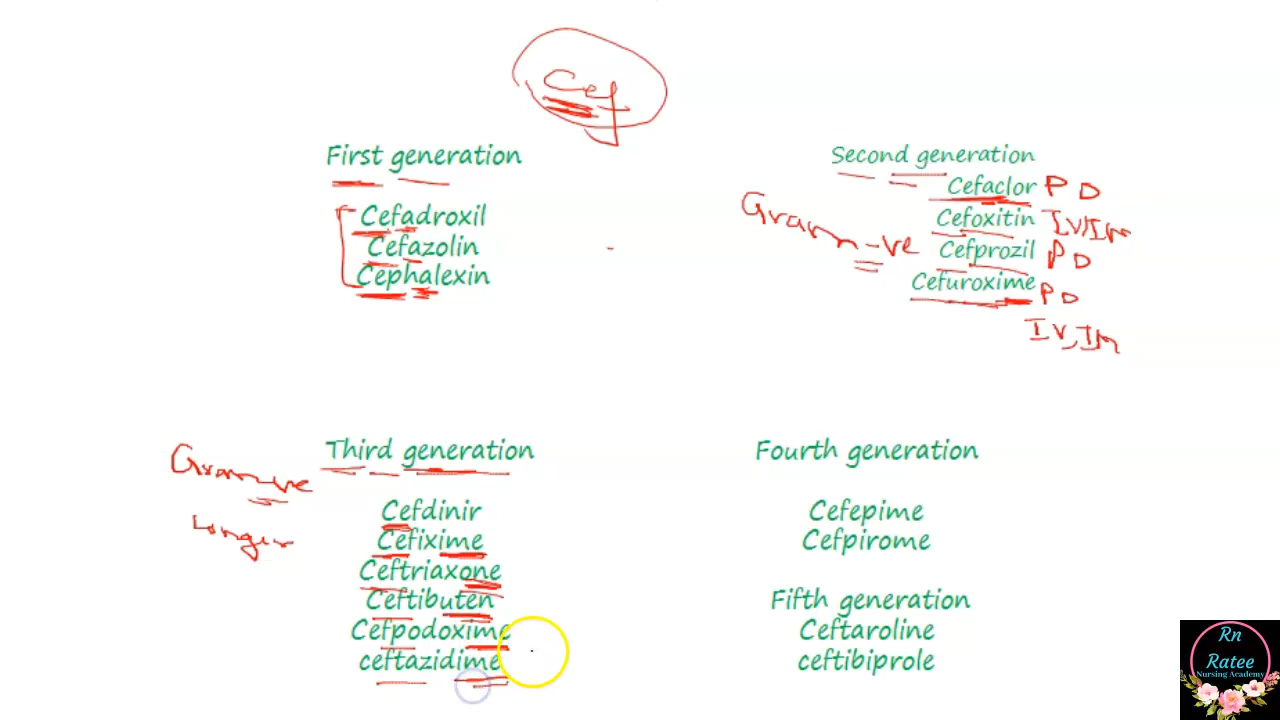 Cef
First generation
Cefadroxil
Cefazolin
Cephalexin
Second generation
Cefaclor PO
Cefoxitin IV/IM
Cefprozil PO
Cefuroxime PO
IV, IM
Gram -ve
Third generation
Gram -ve
Longer
Cefdinir
Cefixime
Ceftriaxone
Ceftibuten
Cefpodoxime
ceftazidime
Fourth generation
Cefepime
Cefpirome
Fifth generation
Ceftaroline
ceftibiprole
Rn
Ratee
Nursing Academy